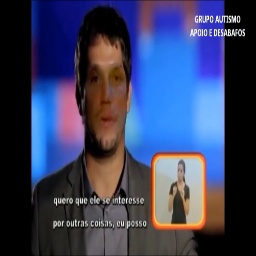 GRUPO AUTISMO
APOIO E DESABAFOS
quero que ele se interesse
por outras coisas, eu posso